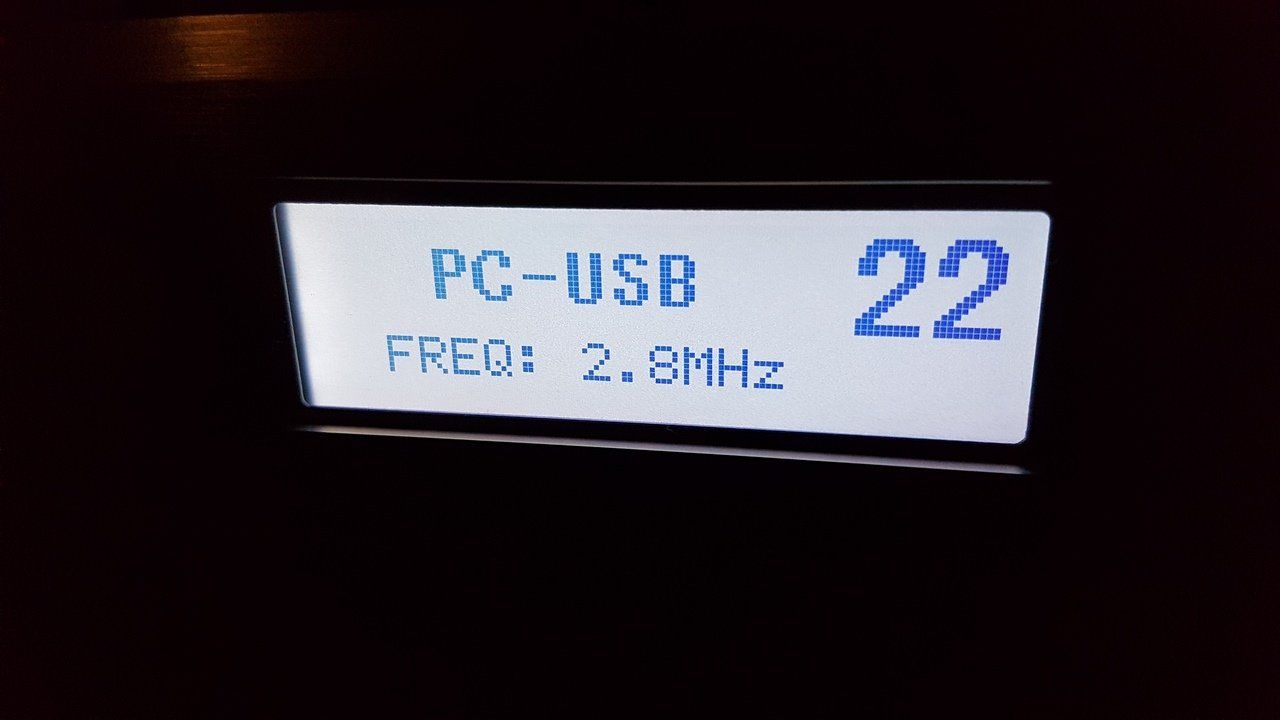 PC-USB 22
FREQ: 2.8MHz